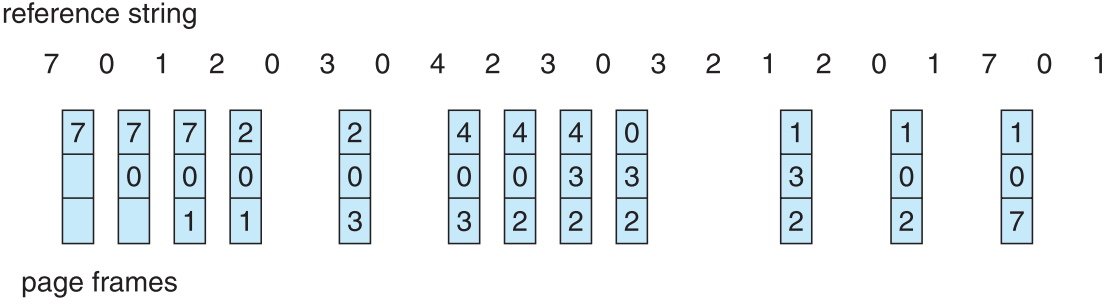 reference string
7 0 1 2 0 3 0 4 2 3 0 3 2 1 2 0 1 7 0 1
7 7 7 2 2 4 4 4 0 1 1 1
0 0 0 0 0 0 3 3 3 0 0
1 1 3 3 2 2 2 2 2 7
page frames